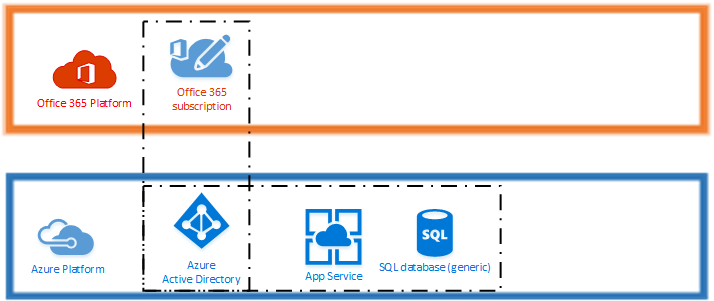 Office 365 Platform
Office 365
subscription
Azure Platform
Azure
Active Directory
App Service
SQL
SQL database (generic)